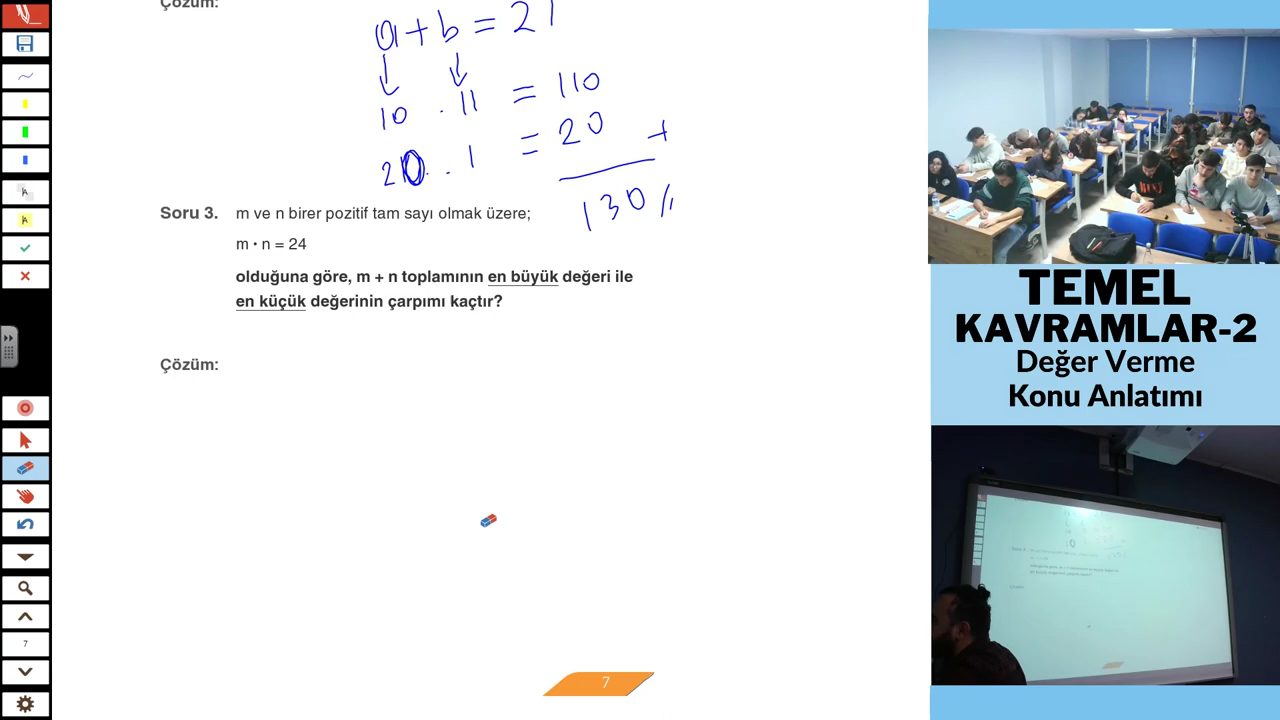 Çözüm:
a + b = 21
10 . 11 = 110
20 . 1 = 20 +
130 //
Soru 3. m ve n birer pozitif tam sayı olmak üzere;
m · n = 24
olduğuna göre, m + n toplamının en büyük değeri ile
en küçük değerinin çarpımı kaçtır?
Çözüm:
7
7
TEMEL
KAVRAMLAR-2
Değer Verme
Konu Anlatımı